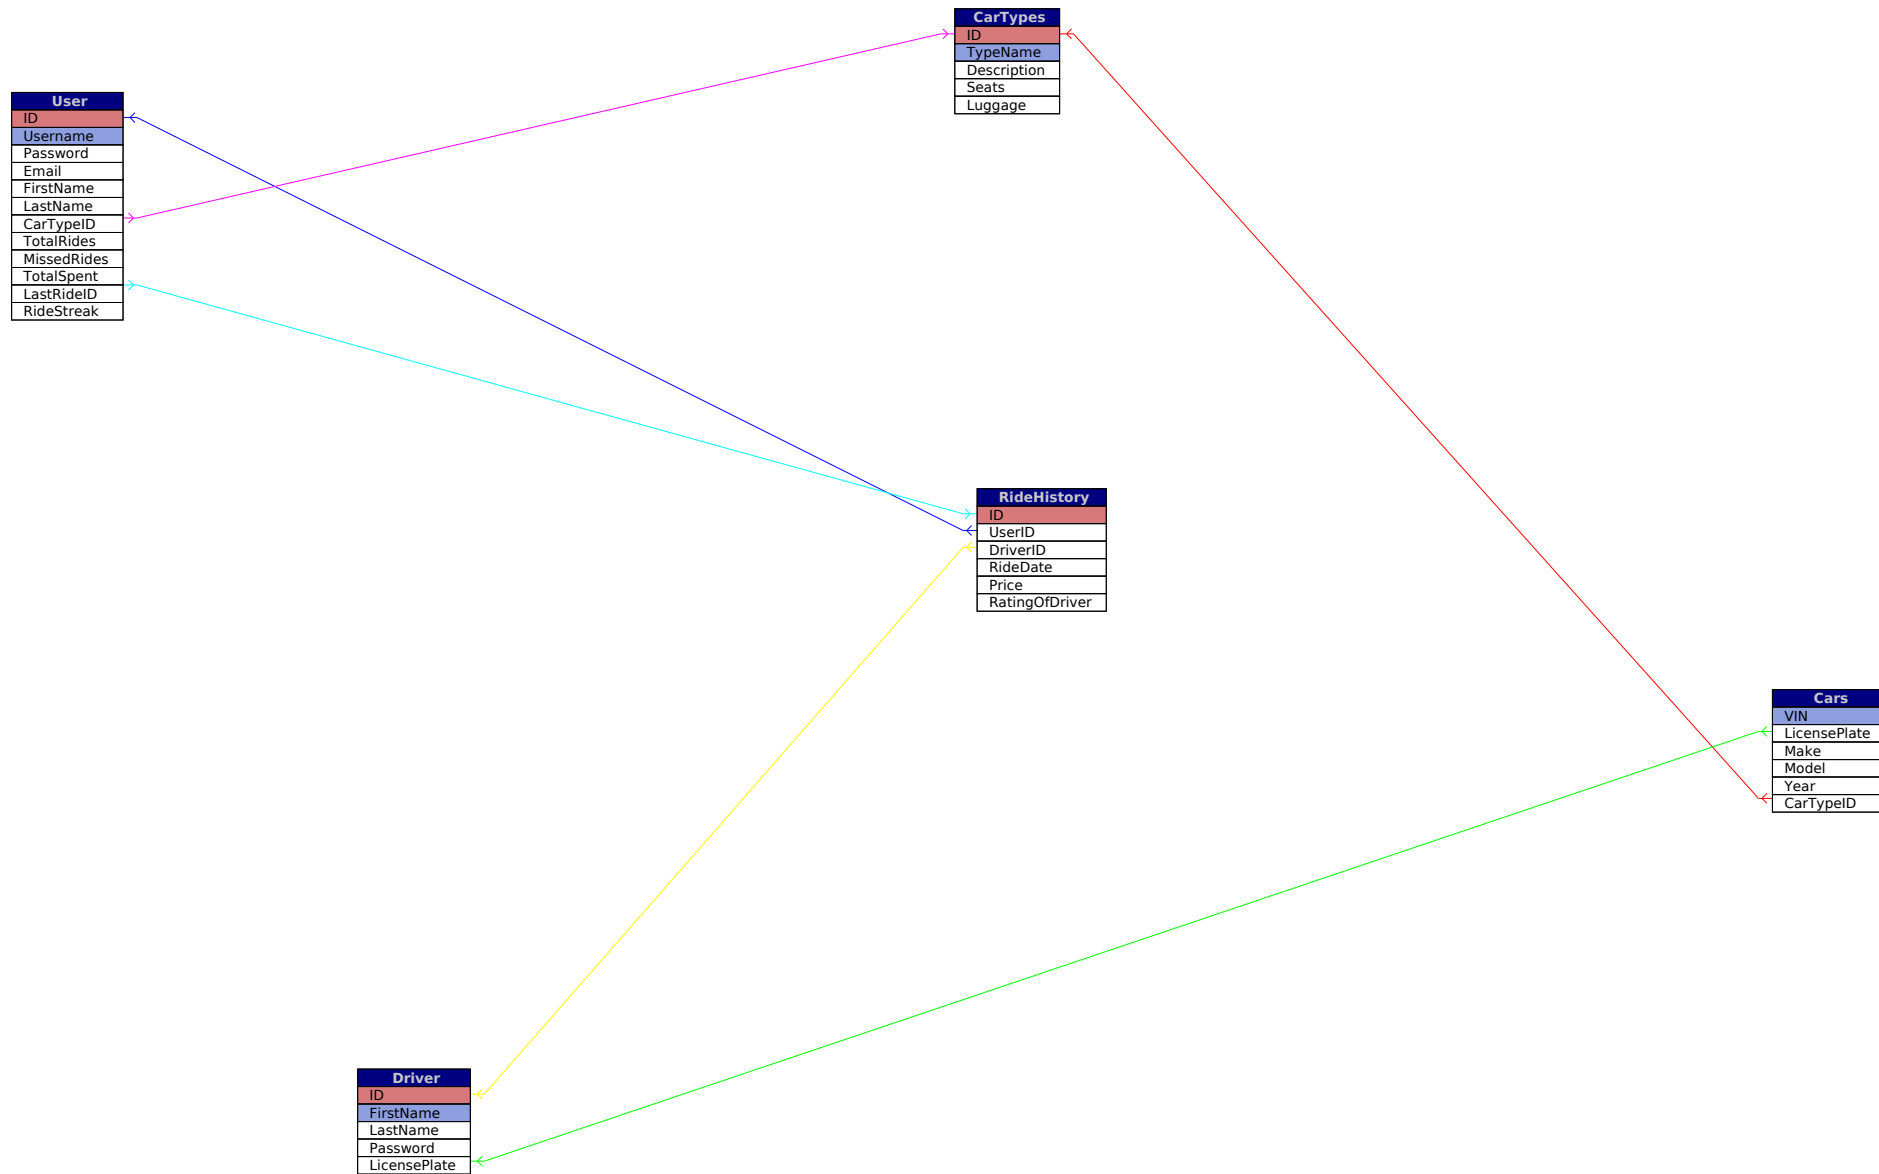 CarTypes
ID
TypeName
Description
Seats
Luggage
User
ID
Username
Password
Email
FirstName
LastName
CarTypeID
TotalRides
MissedRides
TotalSpent
LastRideID
RideStreak
RideHistory
ID
UserID
DriverID
RideDate
Price
RatingOfDriver
Cars
VIN
LicensePlate
Make
Model
Year
CarTypeID
Driver
ID
FirstName
LastName
Password
LicensePlate